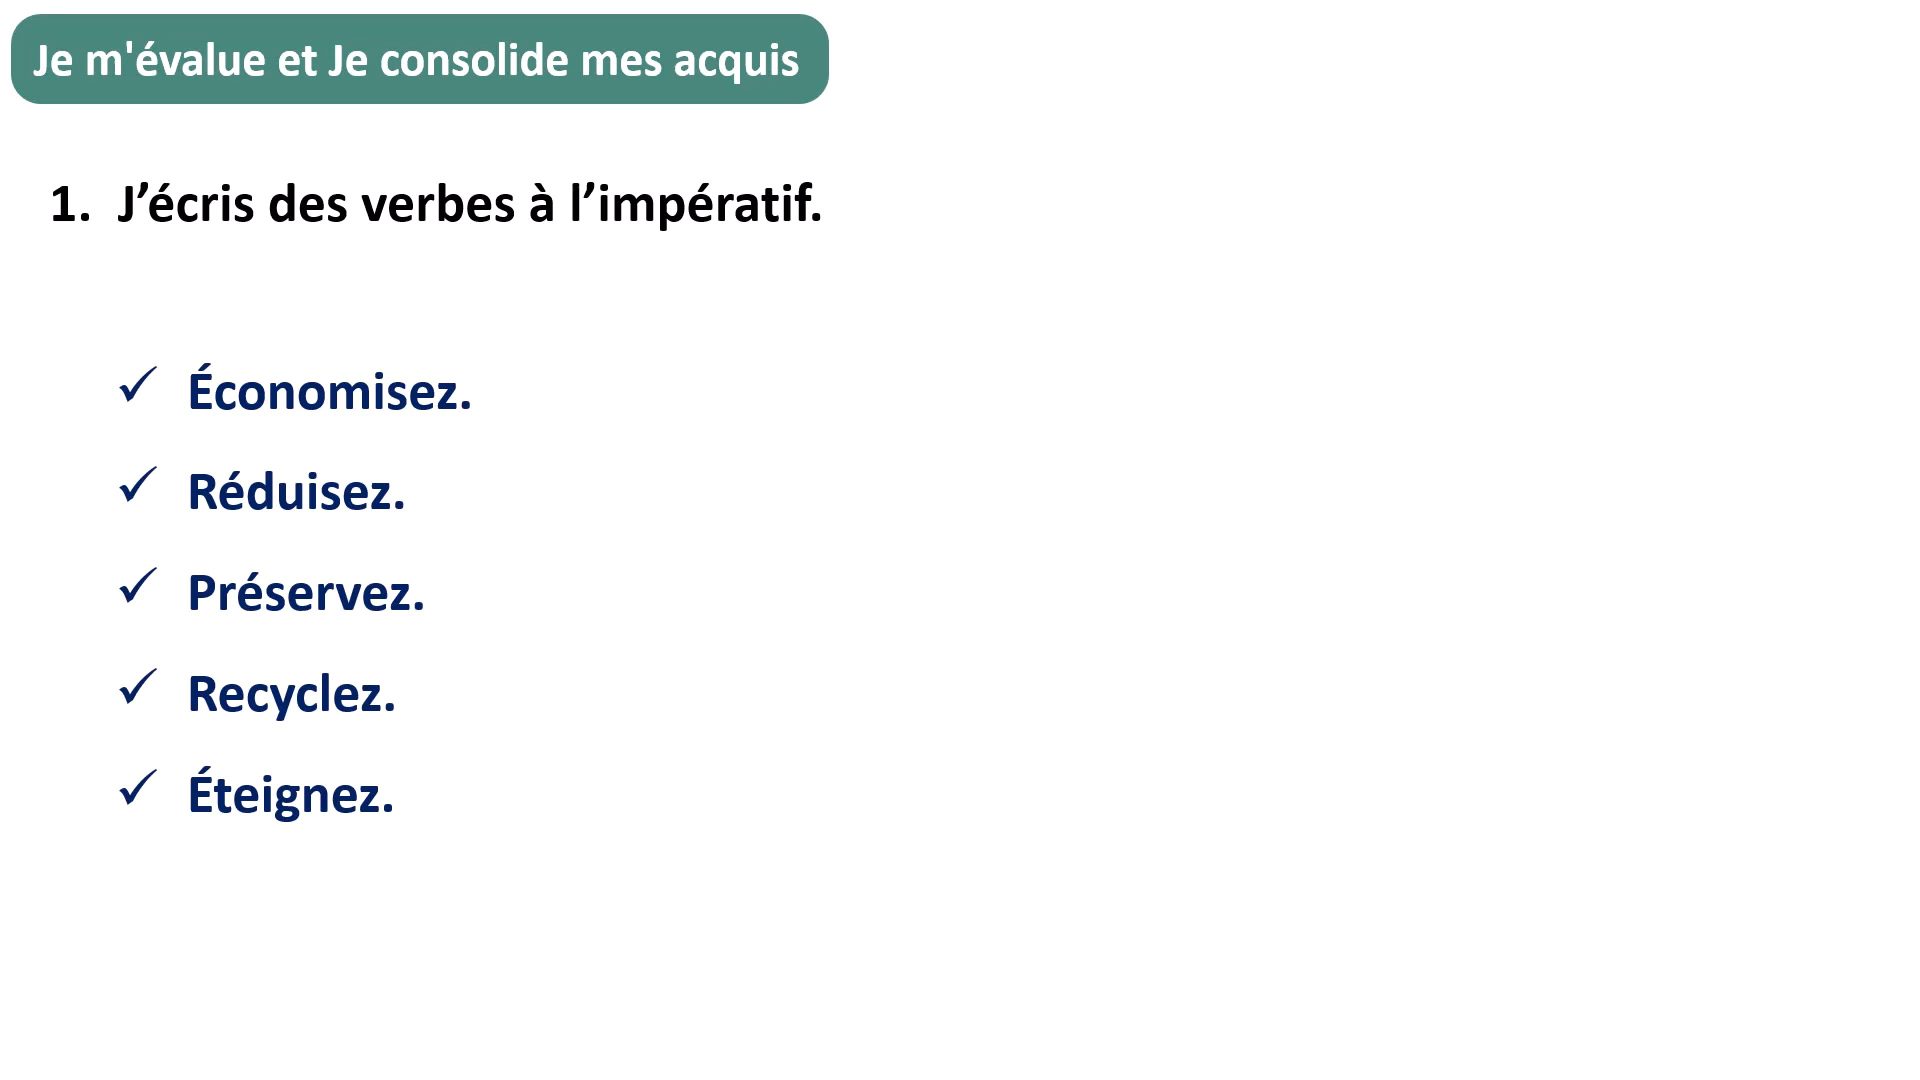 Je m'évalue et Je consolide mes acquis
1. J’écris des verbes à l’impératif.
✓ Économisez.
✓ Réduisez.
✓ Préservez.
✓ Recyclez.
✓ Éteignez.